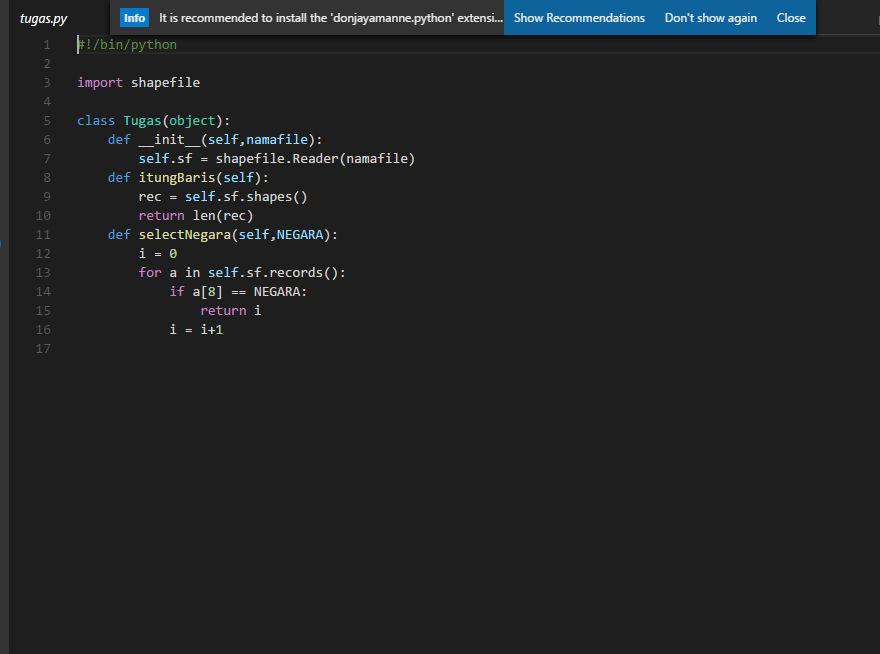 tugas.py
Info It is recommended to install the 'donjayamanne.python' extensi... Show Recommendations Don't show again Close
1 #!/bin/python
2
3 import shapefile
4
5 class Tugas(object):
6     def __init__(self,namafile):
7         self.sf = shapefile.Reader(namafile)
8     def itungBaris(self):
9         rec = self.sf.shapes()
10         return len(rec)
11     def selectNegara(self,NEGARA):
12         i = 0
13         for a in self.sf.records():
14             if a[8] == NEGARA:
15                 return i
16             i = i+1
17